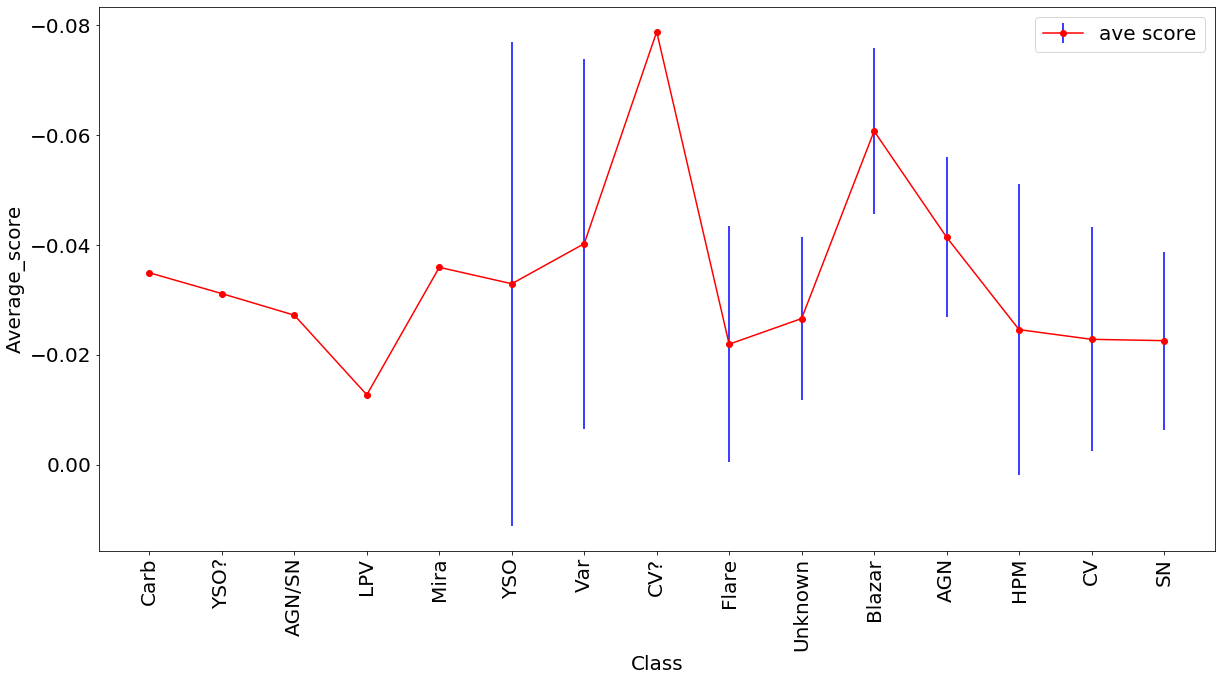 ave score
−0.08
−0.06
−0.04
−0.02
0.00
Average_score
Carb
YSO?
AGN/SN
LPV
Mira
YSO
Var
CV?
Flare
Unknown
Blazar
AGN
HPM
CV
SN
Class